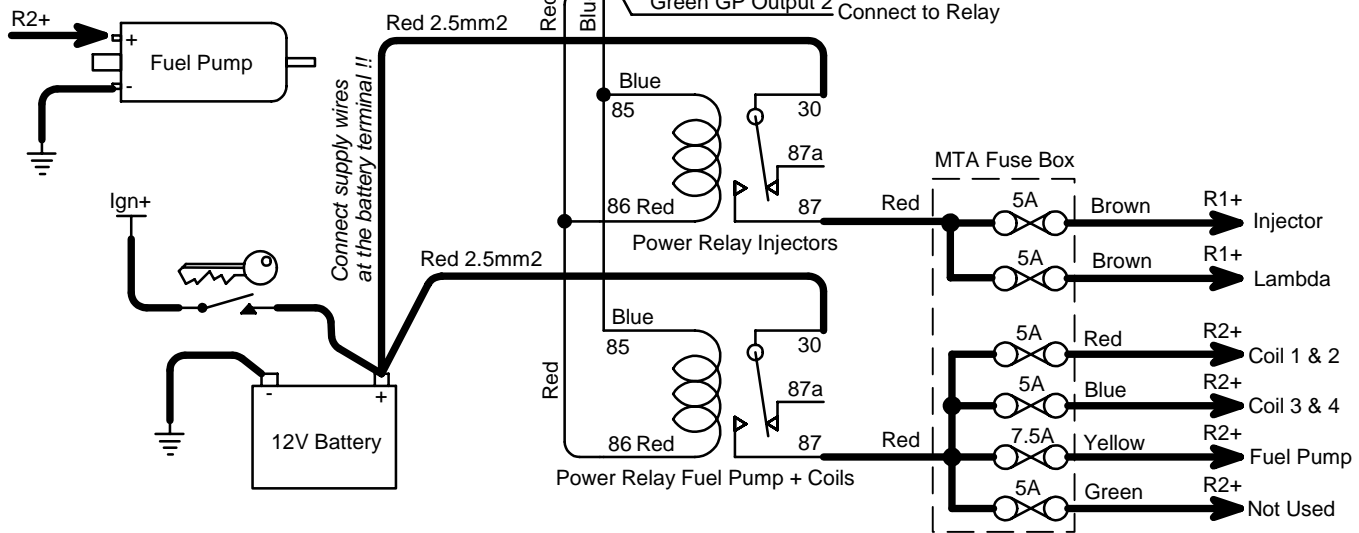 Green GP Output 2
Connect to Relay
Red
Blue
R2+
+
-
Fuel Pump
Red 2.5mm2
Connect supply wires
at the battery terminal !!
Blue
85
30
87a
86 Red
87
Power Relay Injectors
Red
MTA Fuse Box
5A
Brown
R1+
Injector
5A
Brown
R1+
Lambda
Ign+
Red 2.5mm2
-
+
12V Battery
Red
Blue
85
30
87a
86 Red
87
Power Relay Fuel Pump + Coils
Red
5A
Red
R2+
Coil 1 & 2
5A
Blue
R2+
Coil 3 & 4
7.5A
Yellow
R2+
Fuel Pump
5A
Green
R2+
Not Used